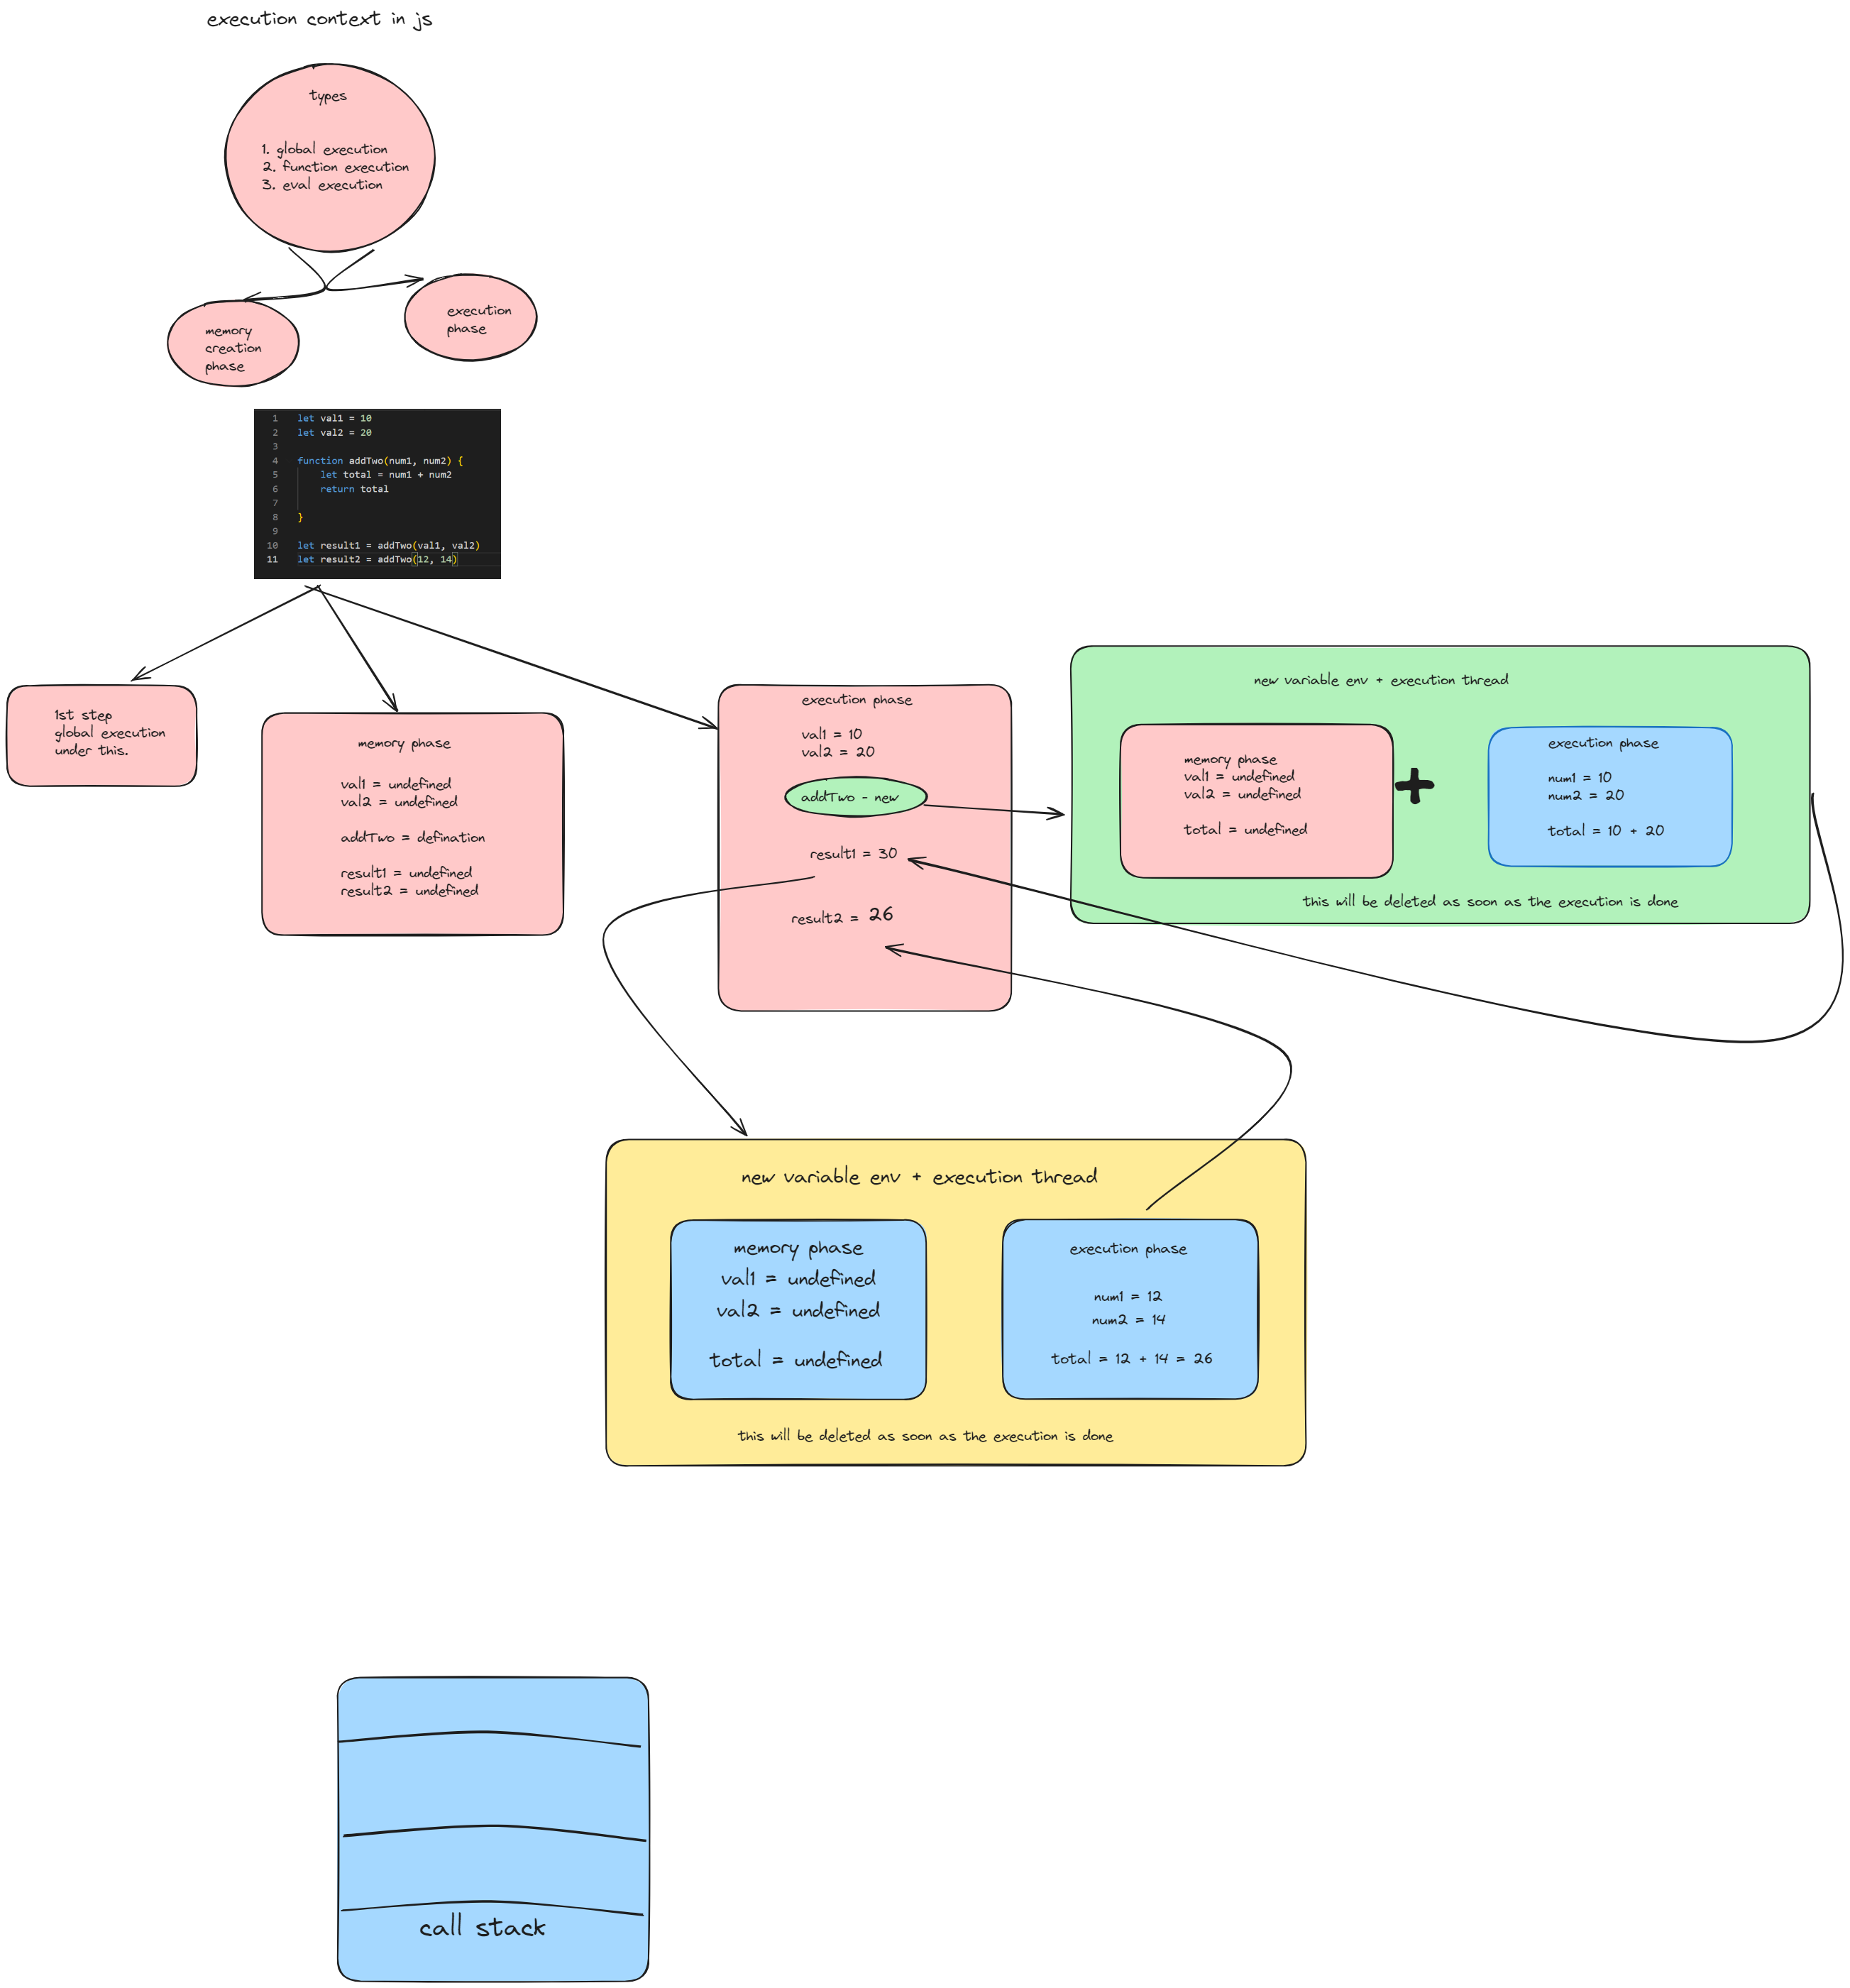 execution context in js
types
1. global execution
2. function execution
3. eval execution
memory
creation
phase
execution
phase
1 let val1 = 10
2 let val2 = 20
3
4 function addTwo(num1, num2) {
5 let total = num1 + num2
6 return total
7
8 }
9
10 let result1 = addTwo(val1, val2)
11 let result2 = addTwo(12, 14)
1st step
global execution
under this.
memory phase
val1 = undefined
val2 = undefined
addTwo = defination
result1 = undefined
result2 = undefined
execution phase
val1 = 10
val2 = 20
addTwo - new
result1 = 30
result2 = 26
new variable env + execution thread
memory phase
val1 = undefined
val2 = undefined
total = undefined
execution phase
num1 = 10
num2 = 20
total = 10 + 20
this will be deleted as soon as the execution is done
new variable env + execution thread
memory phase
val1 = undefined
val2 = undefined
total = undefined
execution phase
num1 = 12
num2 = 14
total = 12 + 14 = 26
this will be deleted as soon as the execution is done
call stack